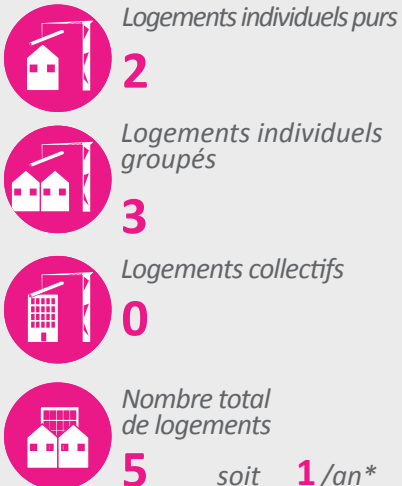 Logements individuels purs
2
Logements individuels
groupés
3
Logements collectifs
0
Nombre total
de logements
5 soit 1/an*